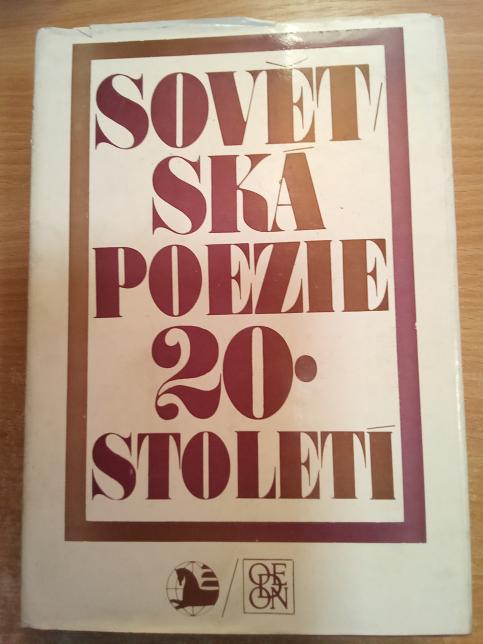 SOVĚT/
SKÁ
POEZIE
20.
STOLETÍ
/
ODEON